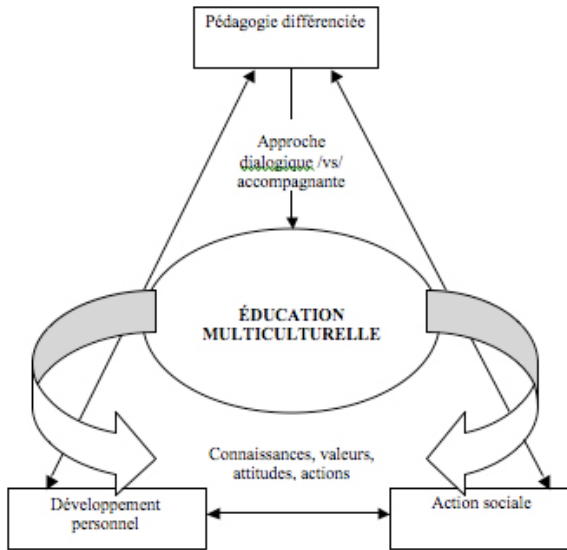 Pédagogie différenciée
Approche
dialogique /vs/
accompagnante
ÉDUCATION
MULTICULTURELLE
Connaissances, valeurs,
attitudes, actions
Développement
personnel
Action sociale